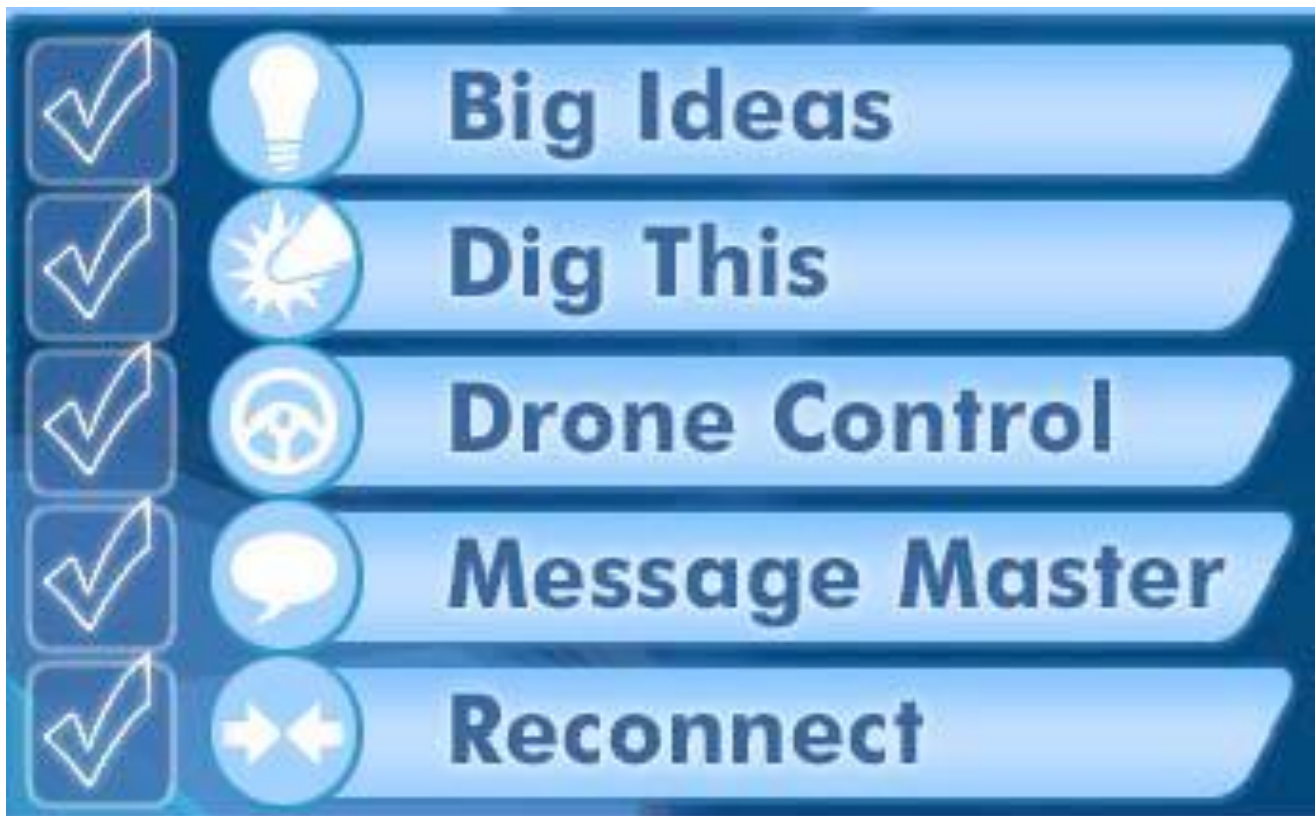 Big Ideas
Dig This
Drone Control
Message Master
Reconnect